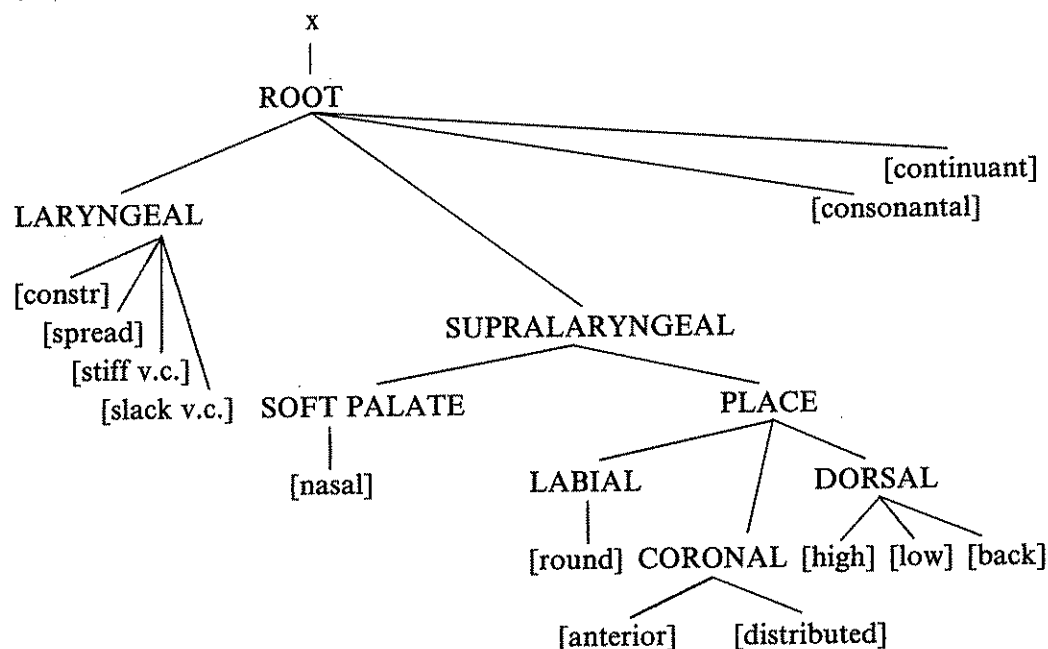 x
ROOT
[continuant]
[consonantal]
LARYNGEAL
[constr]
[spread]
[stiff v.c.]
[slack v.c.]
SUPRALARYNGEAL
SOFT PALATE
PLACE
[nasal]
LABIAL
DORSAL
[round]
CORONAL
[high] [low] [back]
[anterior]
[distributed]